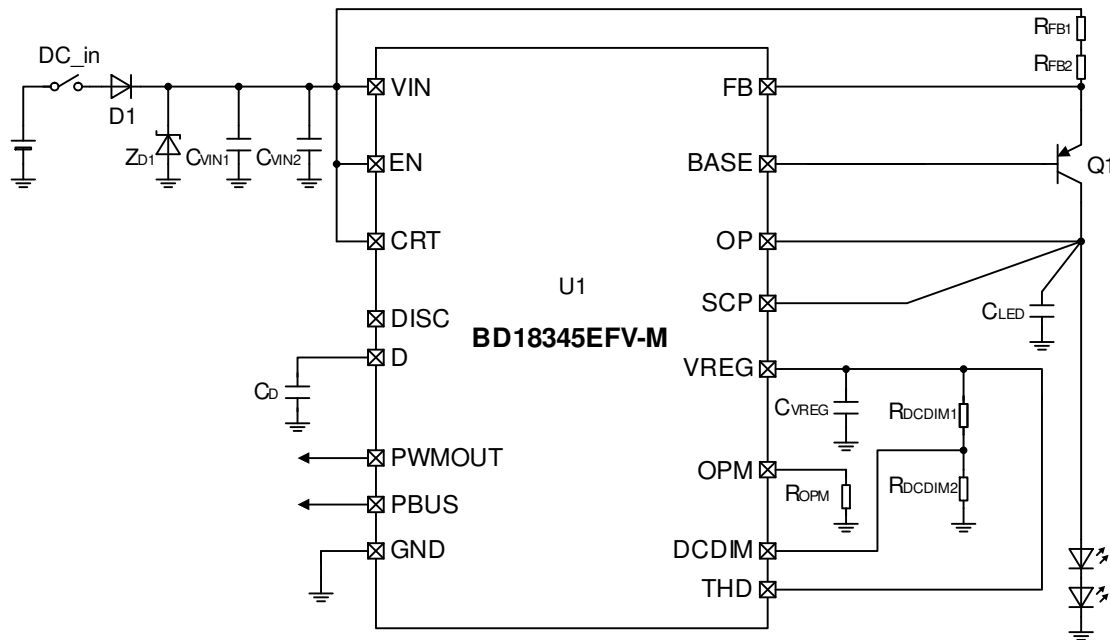 RFB1
DC_in
RFB2
VIN
FB
D1
ZD1
CVIN1
CVIN2
EN
BASE
Q1
CRT
OP
U1
SCP
CLED
DISC
BD18345EFV-M
D
VREG
CD
CVREG
RDCDIM1
PWMOUT
OPM
ROPM
RDCDIM2
PBUS
GND
DCDIM
THD